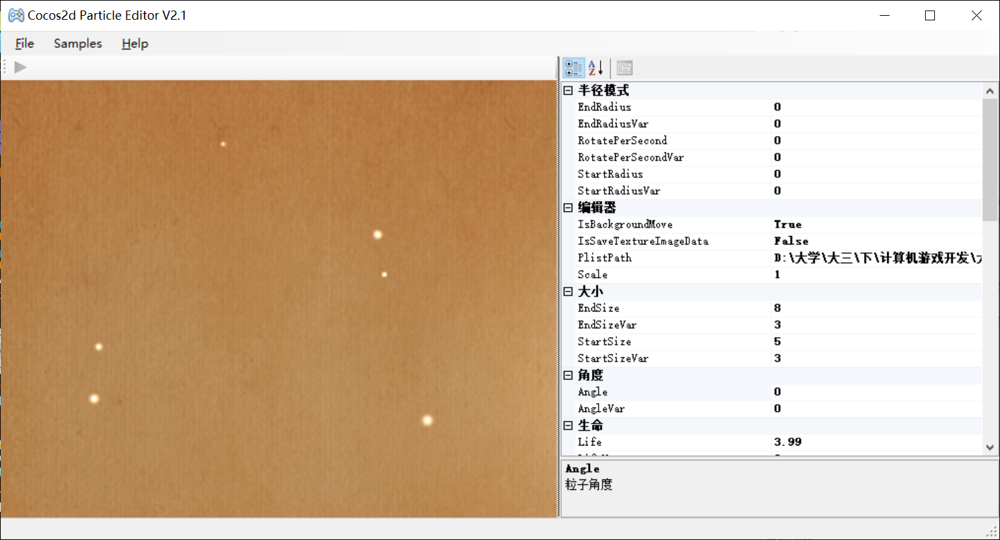 Cocos2d Particle Editor V2.1
File Samples Help
半径模式
EndRadius 0
EndRadiusVar 0
RotatePerSecond 0
RotatePerSecondVar 0
StartRadius 0
StartRadiusVar 0
编辑器
IsBackgroundMove True
IsSaveTextureImageData False
PlistPath D:\大学\大三\下\计算机游戏开发\
Scale 1
大小
EndSize 8
EndSizeVar 3
StartSize 5
StartSizeVar 3
角度
Angle 0
AngleVar 0
生命
Life 3.99
Angle
粒子角度